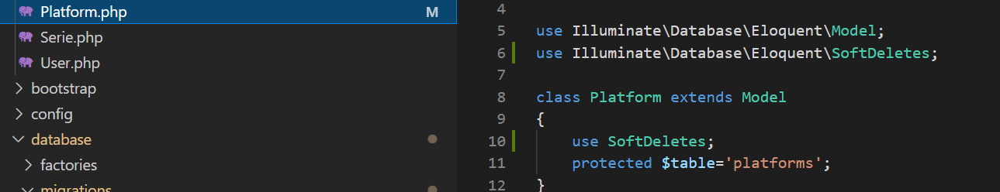 Platform.php M
Serie.php
User.php
bootstrap
config
database
factories
migrations
4
5 use Illuminate\Database\Eloquent\Model;
6 use Illuminate\Database\Eloquent\SoftDeletes;
7
8 class Platform extends Model
9 {
10 use SoftDeletes;
11 protected $table='platforms';
12 }